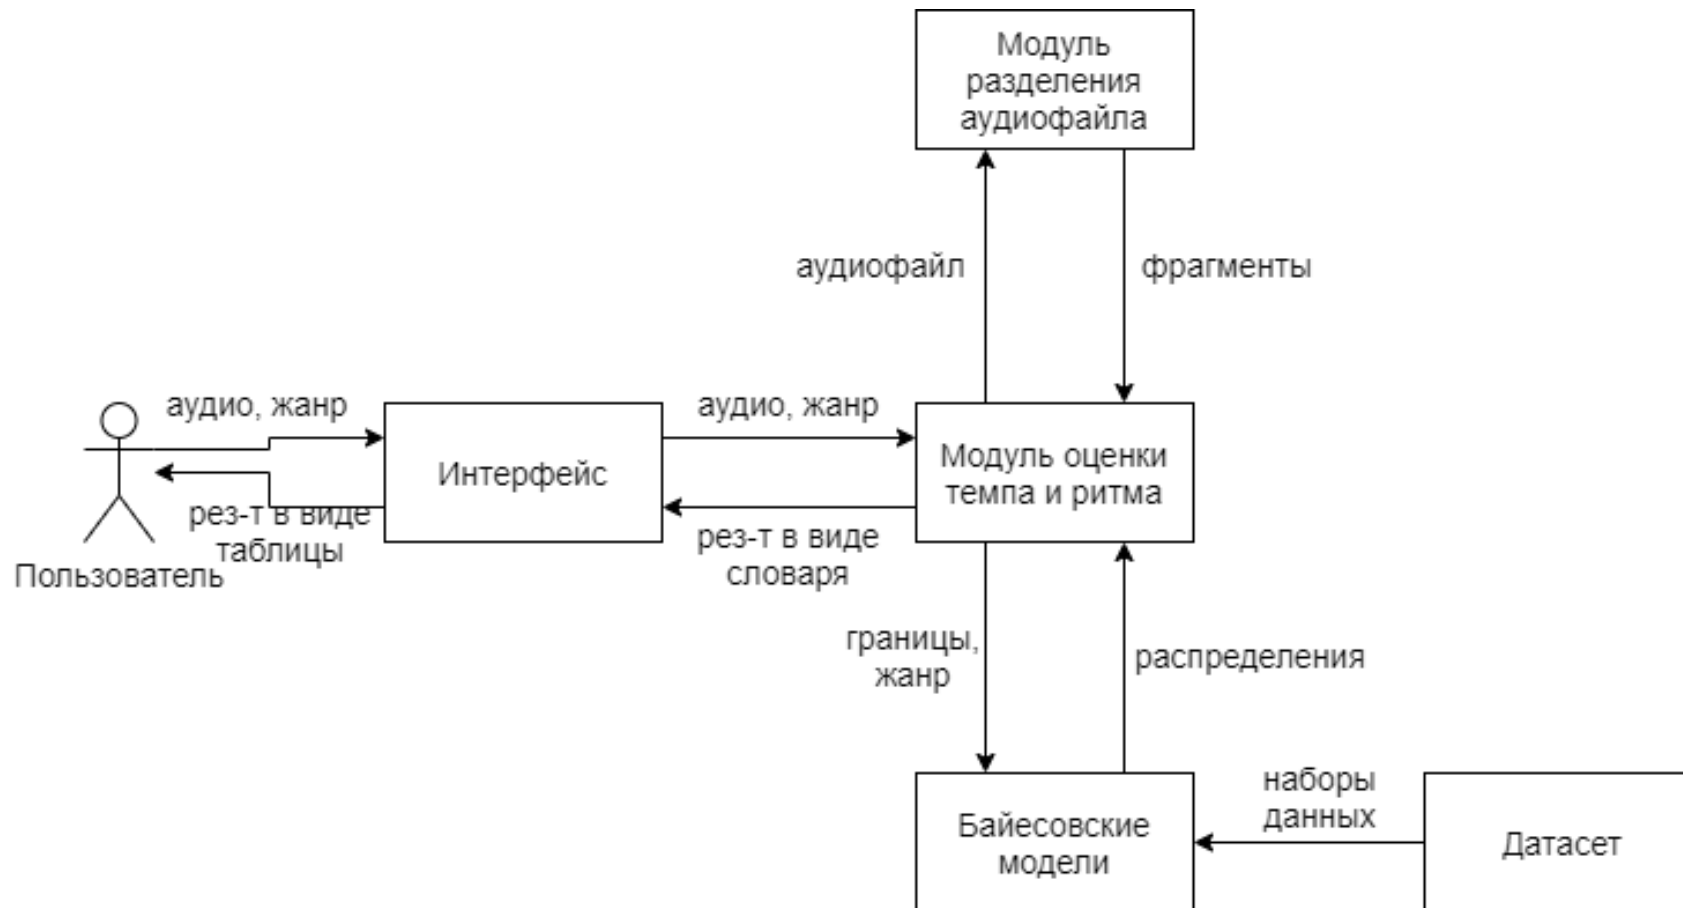 Модуль
разделения
аудиофайла
аудиофайл
фрагменты
аудио, жанр
аудио, жанр
Интерфейс
Модуль оценки
темпа и ритма
рез-т в виде
таблицы
рез-т в виде
словаря
Пользователь
границы,
жанр
распределения
наборы
данных
Байесовские
модели
Датасет